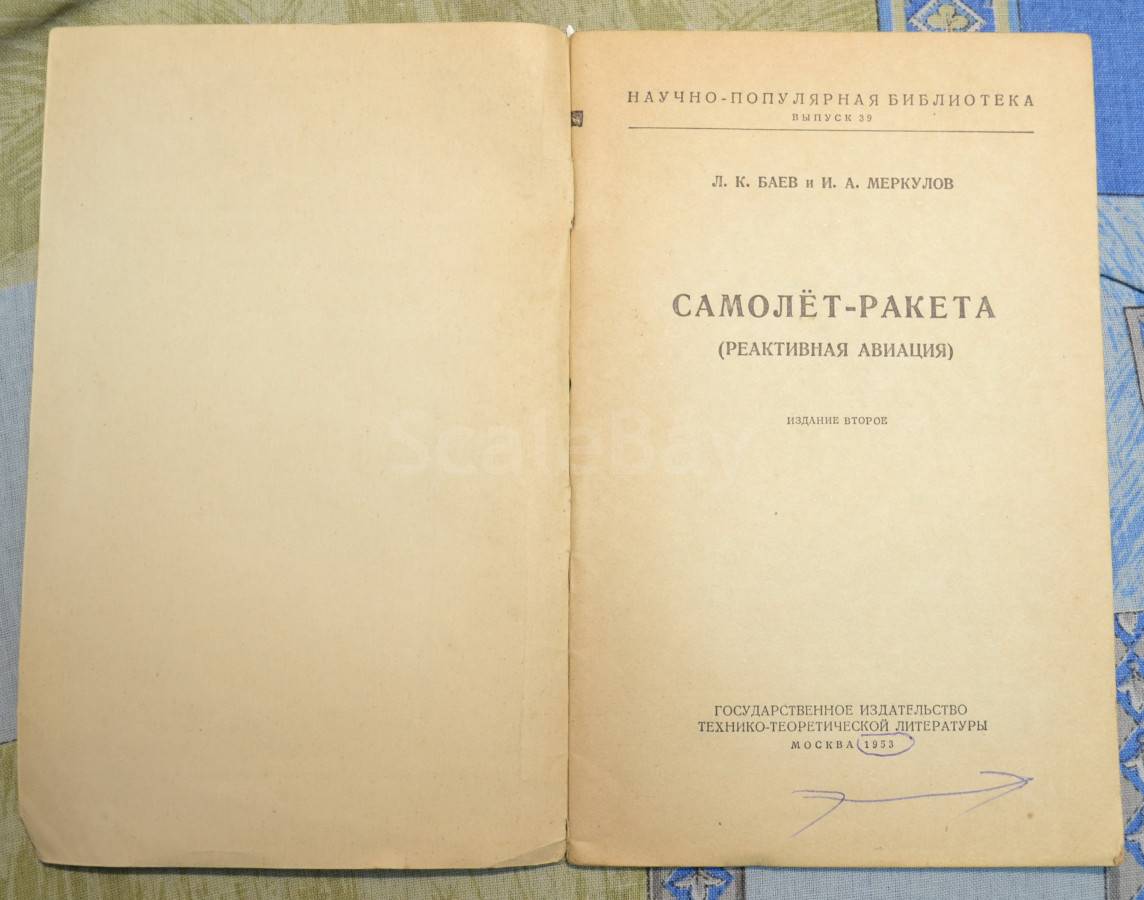 НАУЧНО-ПОПУЛЯРНАЯ БИБЛИОТЕКА
ВЫПУСК 39
Л. К. БАЕВ и И. А. МЕРКУЛОВ
САМОЛЁТ-РАКЕТА
(РЕАКТИВНАЯ АВИАЦИЯ)
ИЗДАНИЕ ВТОРОЕ
ScaleBay
ГОСУДАРСТВЕННОЕ ИЗДАТЕЛЬСТВО
ТЕХНИКО-ТЕОРЕТИЧЕСКОЙ ЛИТЕРАТУРЫ
МОСКВА 1953